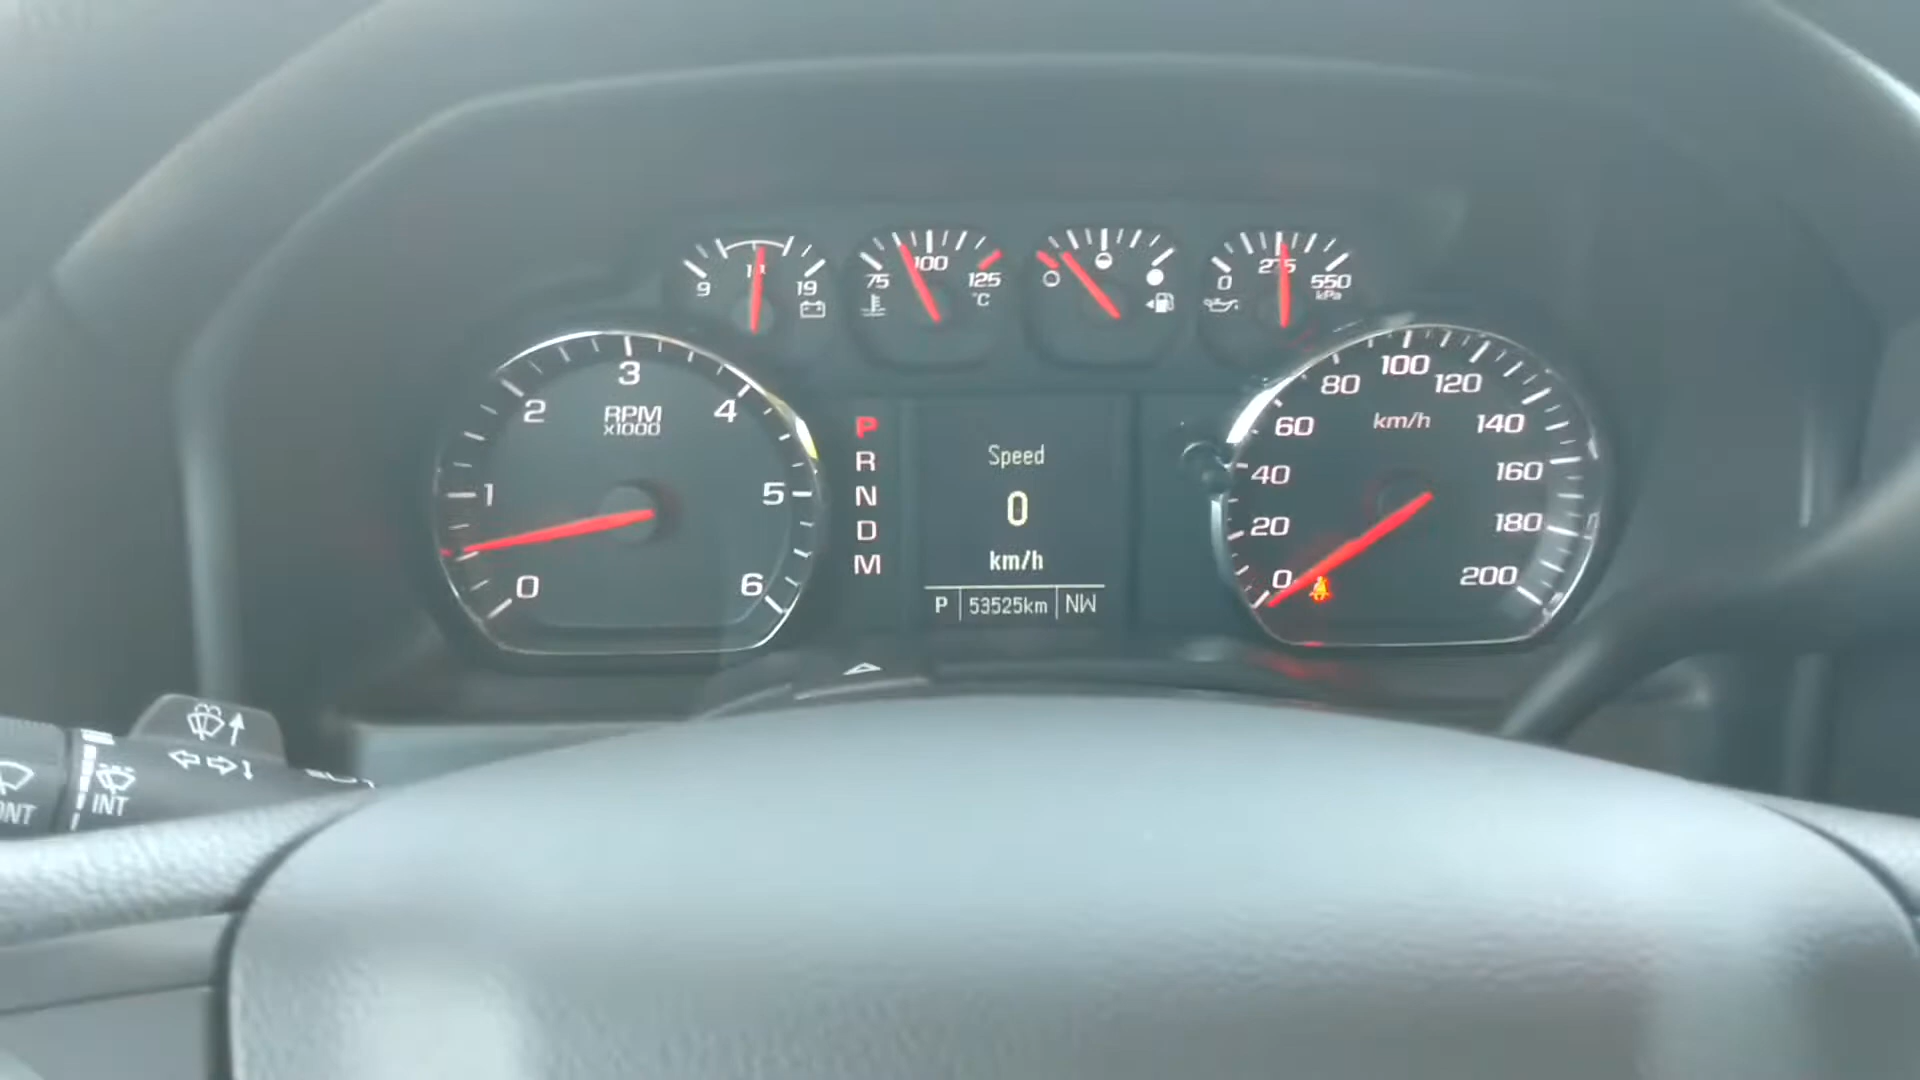 9 19
75 100 125 °C
0 275 550 kPa
0 1 2 3 4 5 6
RPM
x1000
P
R
N
D
M
Speed
0
km/h
P 53525km NW
0 20 40 60 80 100 120 140 160 180 200
km/h
INT